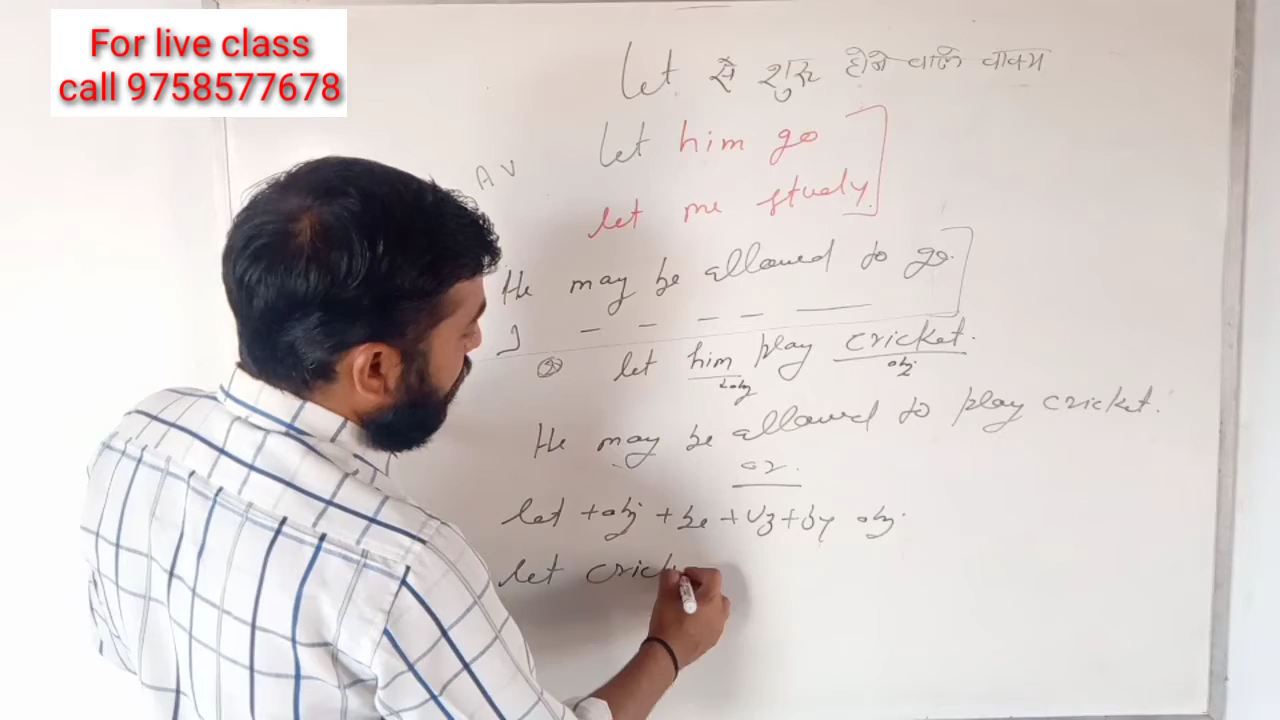 For live class
call 9758577678
let से शुरू होने वाले वाक्य
let him go
AV
let me study.
He may be allowed to go.
I
② let him play cricket.
obj
He may be allowed to play cricket.
or.
let + obj + be + V3 + by obj.
let crick